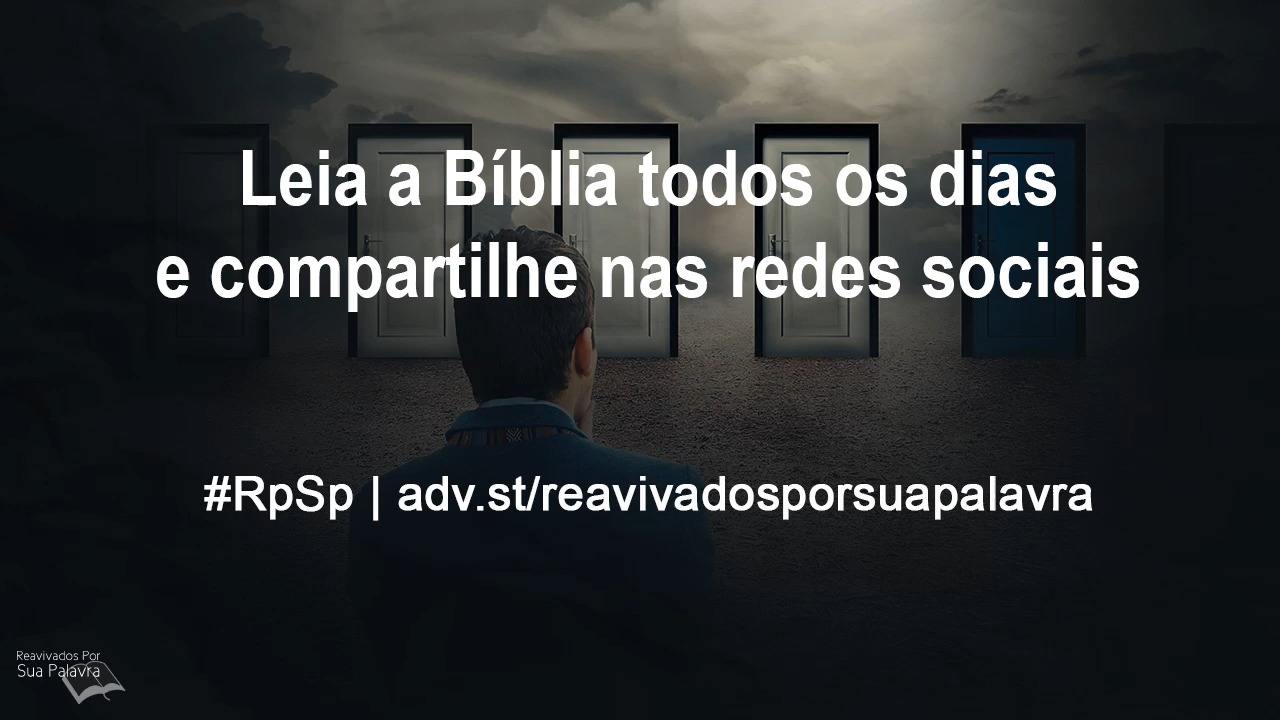 Leia a Bíblia todos os dias
e compartilhe nas redes sociais
#RpSp | adv.st/reavivadosporsuapalavra
Reavivados Por
Sua Palavra